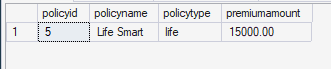 policyid policyname policytype premiumamount
1 5 Life Smart life 15000.00